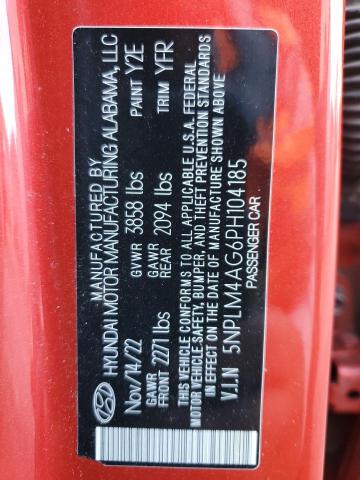 MANUFACTURED BY
HYUNDAI MOTOR MANUFACTURING ALABAMA, LLC
Nov/14/22 GVWR 3858 lbs PAINT Y2E
GAWR FRONT 2271 lbs GAWR REAR 2094 lbs TRIM YFR
THIS VEHICLE CONFORMS TO ALL APPLICABLE U.S.A. FEDERAL
MOTOR VEHICLE SAFETY, BUMPER, AND THEFT PREVENTION STANDARDS
IN EFFECT ON THE DATE OF MANUFACTURE SHOWN ABOVE
V.I.N 5NPLM4AG6PH104185
PASSENGER CAR